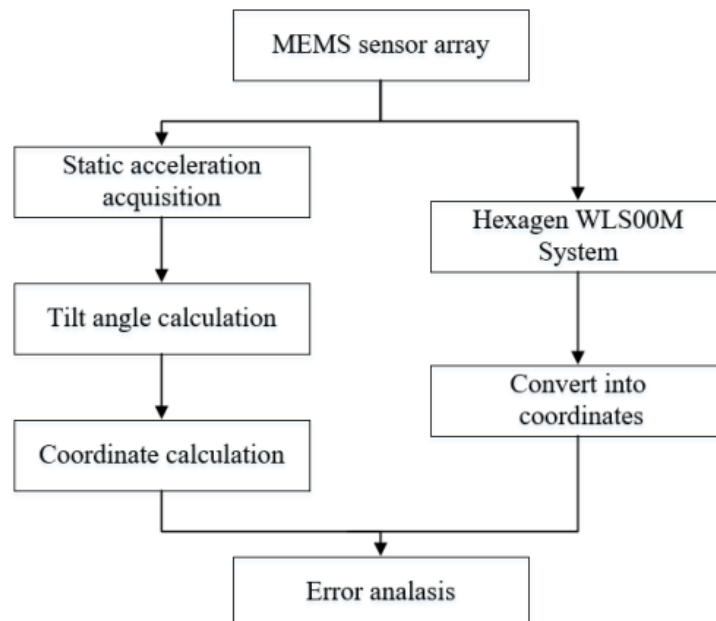 MEMS sensor array
Static acceleration
acquisition
Hexagen WLS00M
System
Tilt angle calculation
Convert into
coordinates
Coordinate calculation
Error analasis